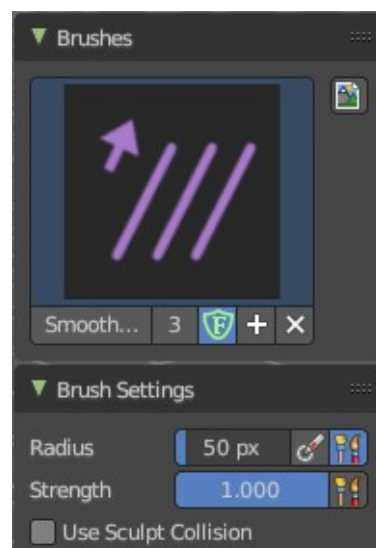 Brushes
Smooth... 3 F
Brush Settings
Radius 50 px
Strength 1.000
Use Sculpt Collision